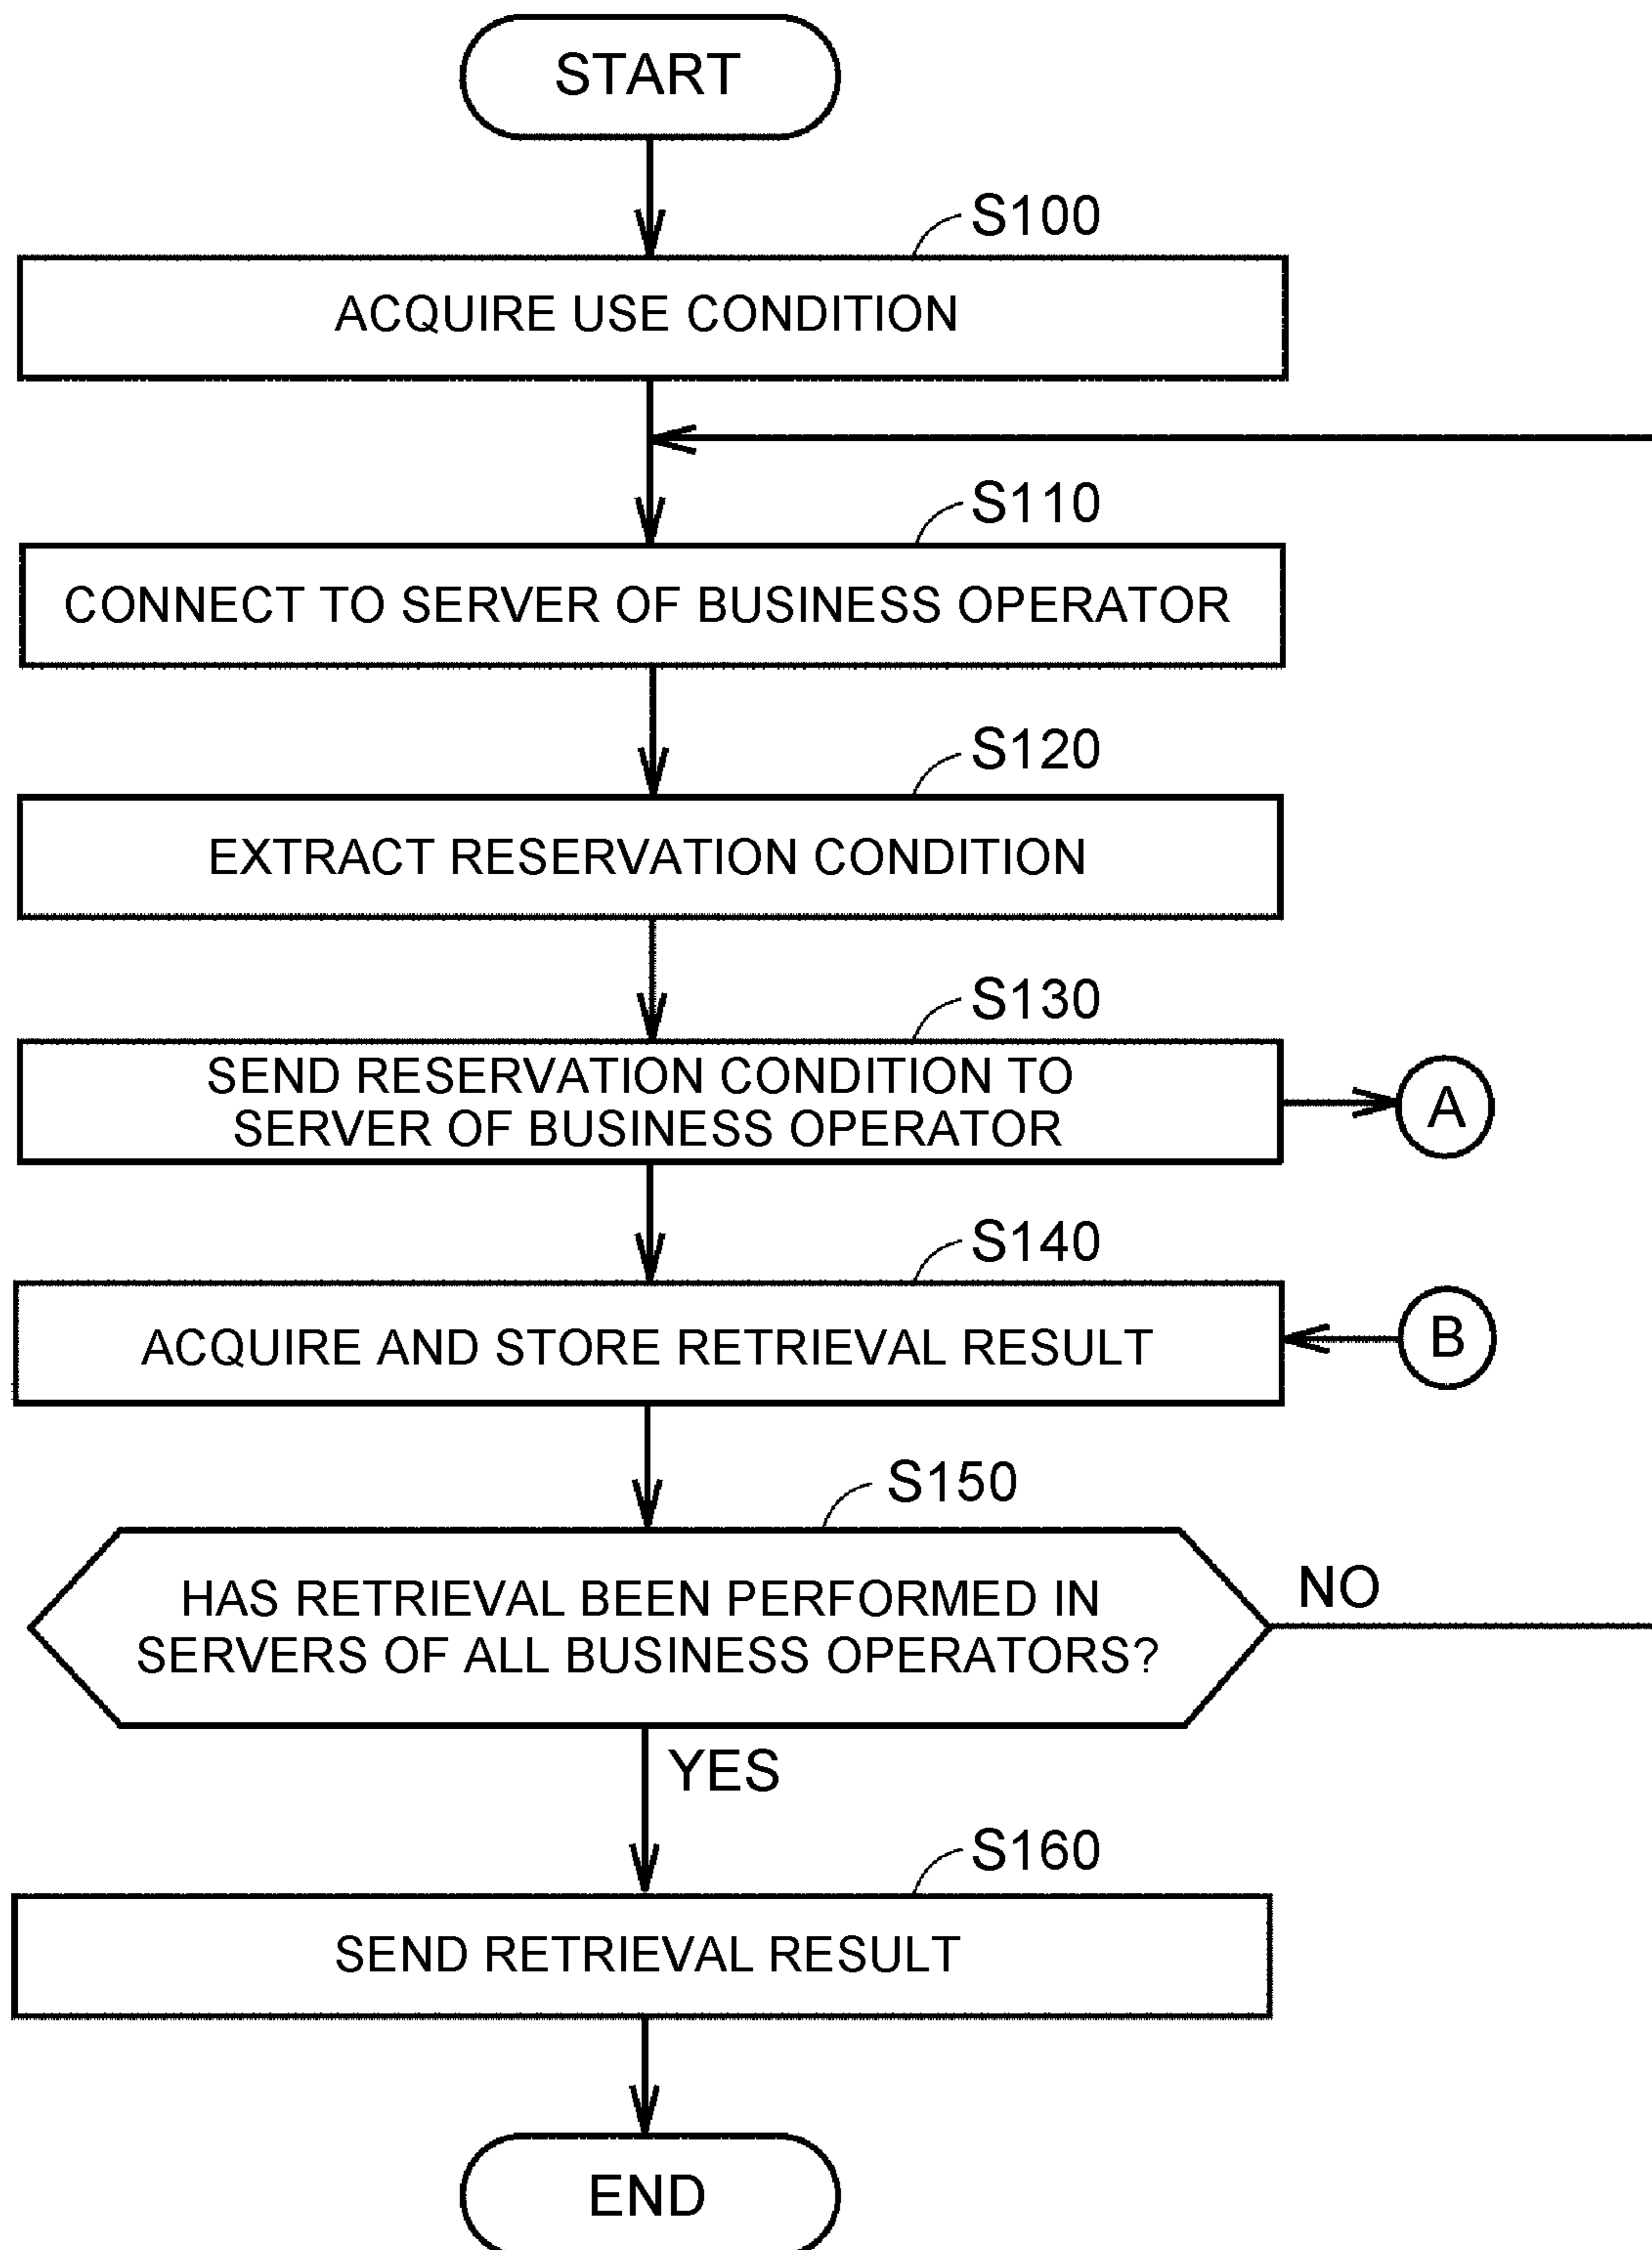 START
S100
ACQUIRE USE CONDITION
S110
CONNECT TO SERVER OF BUSINESS OPERATOR
S120
EXTRACT RESERVATION CONDITION
S130
SEND RESERVATION CONDITION TO
SERVER OF BUSINESS OPERATOR
A
S140
ACQUIRE AND STORE RETRIEVAL RESULT
B
S150
HAS RETRIEVAL BEEN PERFORMED IN
SERVERS OF ALL BUSINESS OPERATORS?
NO
YES
S160
SEND RETRIEVAL RESULT
END